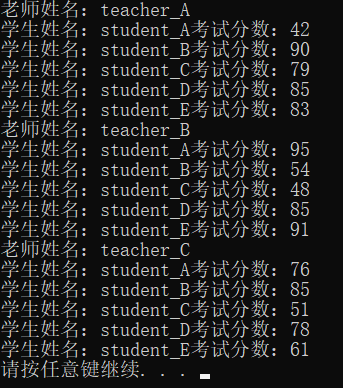 老师姓名：teacher_A
学生姓名：student_A考试分数：42
学生姓名：student_B考试分数：90
学生姓名：student_C考试分数：79
学生姓名：student_D考试分数：85
学生姓名：student_E考试分数：83
老师姓名：teacher_B
学生姓名：student_A考试分数：95
学生姓名：student_B考试分数：54
学生姓名：student_C考试分数：48
学生姓名：student_D考试分数：85
学生姓名：student_E考试分数：91
老师姓名：teacher_C
学生姓名：student_A考试分数：76
学生姓名：student_B考试分数：85
学生姓名：student_C考试分数：51
学生姓名：student_D考试分数：78
学生姓名：student_E考试分数：61
请按任意键继续. . .